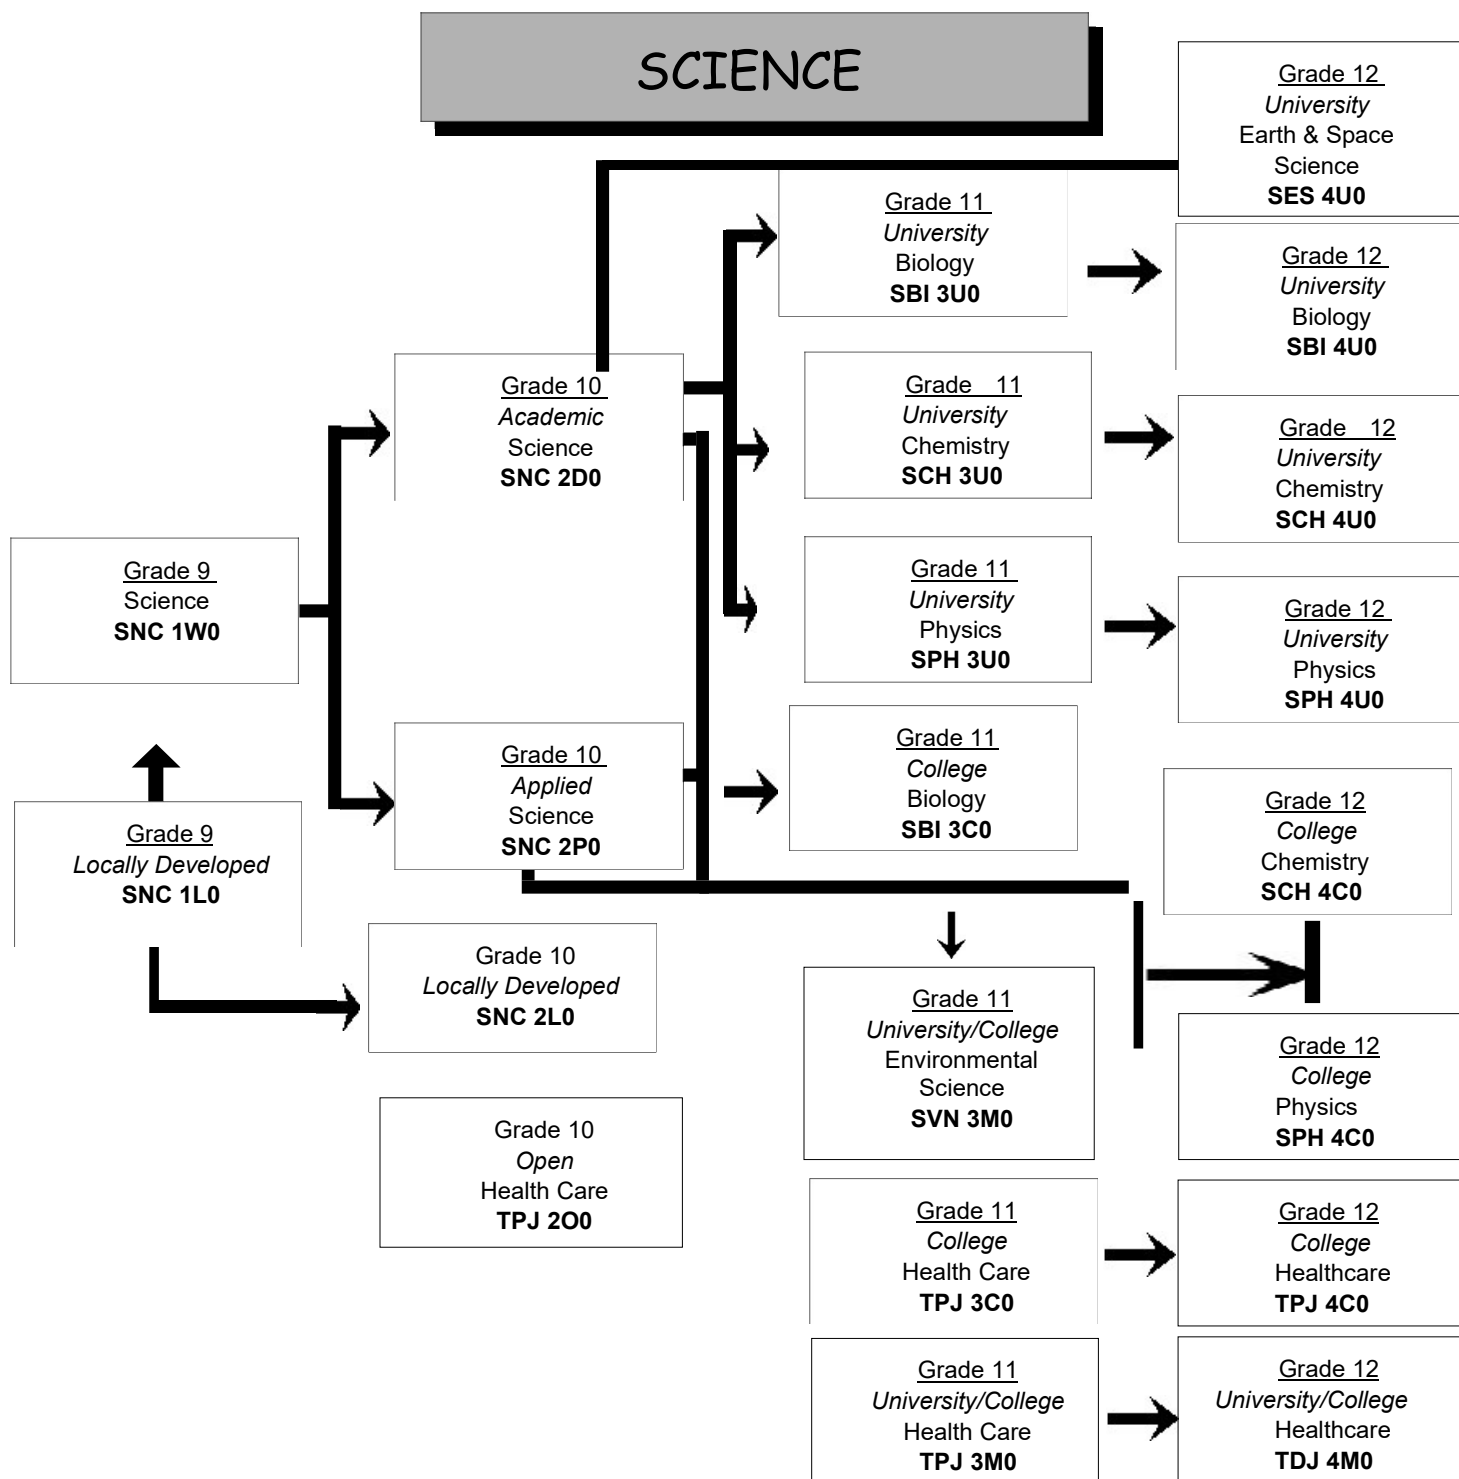 SCIENCE
Grade 12
University
Earth & Space
Science
SES 4U0
Grade 11
University
Biology
SBI 3U0
Grade 12
University
Biology
SBI 4U0
Grade 10
Academic
Science
SNC 2D0
Grade 11
University
Chemistry
SCH 3U0
Grade 12
University
Chemistry
SCH 4U0
Grade 9
Science
SNC 1W0
Grade 11
University
Physics
SPH 3U0
Grade 12
University
Physics
SPH 4U0
Grade 10
Applied
Science
SNC 2P0
Grade 11
College
Biology
SBI 3C0
Grade 12
College
Chemistry
SCH 4C0
Grade 9
Locally Developed
SNC 1L0
Grade 10
Locally Developed
SNC 2L0
Grade 11
University/College
Environmental
Science
SVN 3M0
Grade 12
College
Physics
SPH 4C0
Grade 10
Open
Health Care
TPJ 2O0
Grade 11
College
Health Care
TPJ 3C0
Grade 12
College
Healthcare
TPJ 4C0
Grade 11
University/College
Health Care
TPJ 3M0
Grade 12
University/College
Healthcare
TDJ 4M0